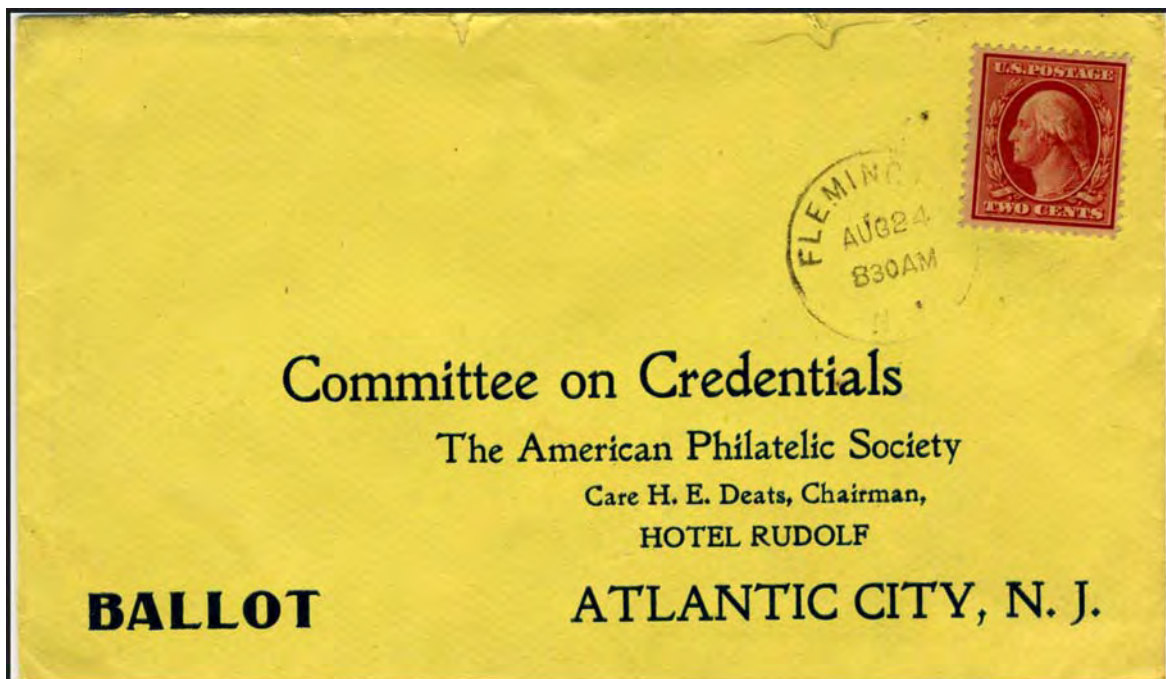 U.S. POSTAGE
TWO CENTS
AUG 24
830AM
Committee on Credentials
The American Philatelic Society
Care H. E. Deats, Chairman,
HOTEL RUDOLF
BALLOT
ATLANTIC CITY, N. J.